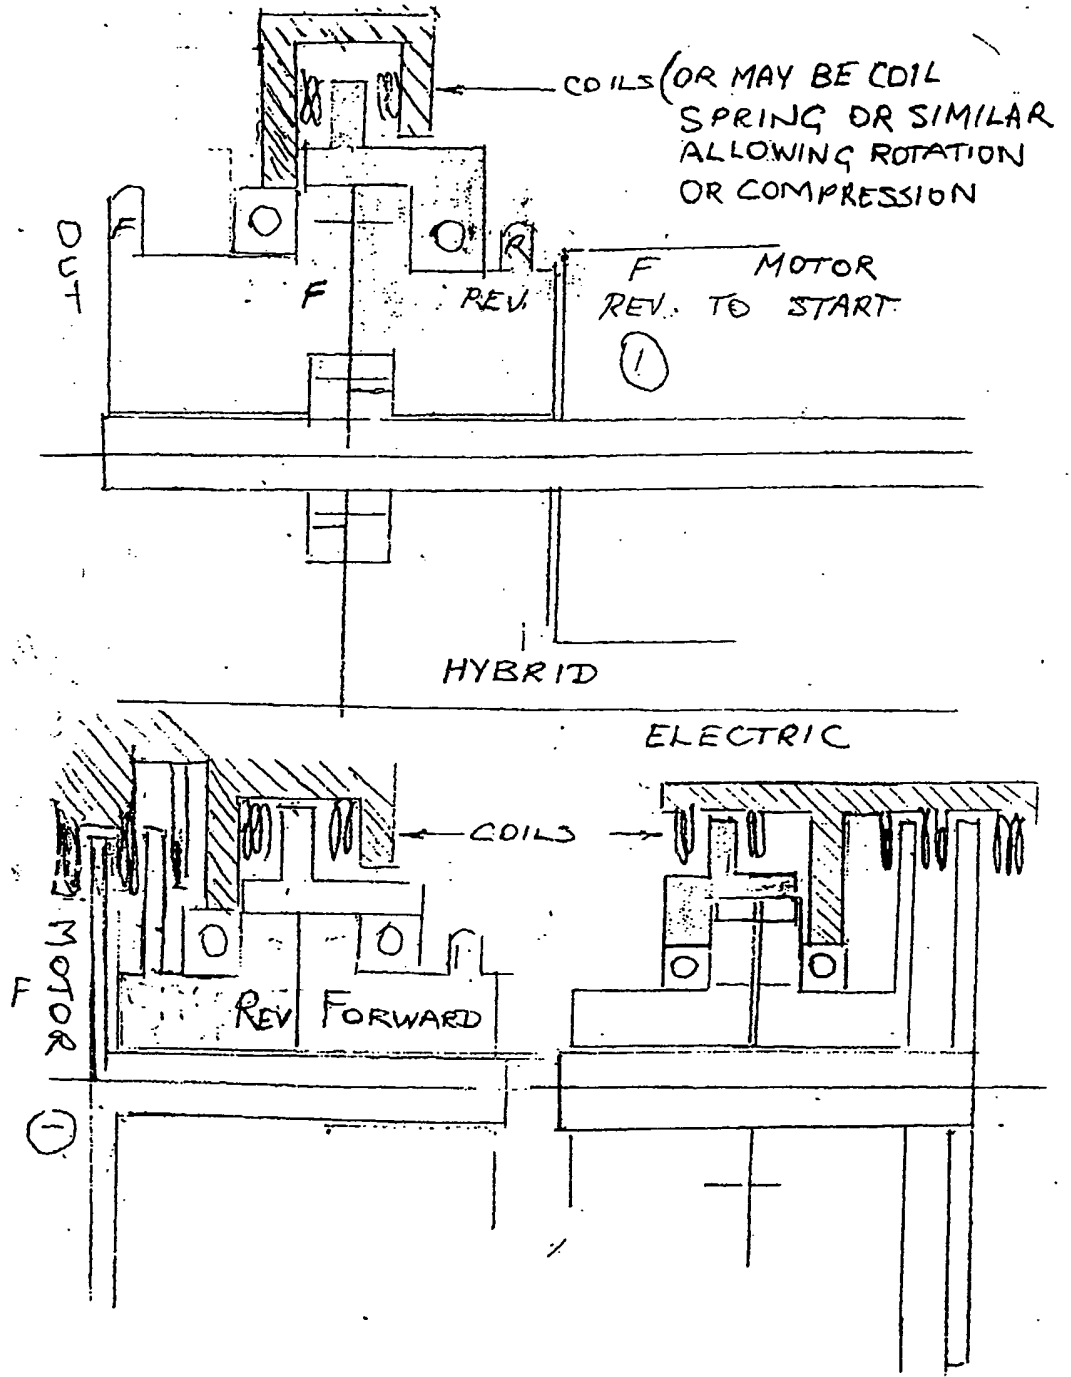 COILS (OR MAY BE COIL
SPRING OR SIMILAR
ALLOWING ROTATION
OR COMPRESSION
F
OUT
R
F
REV.
F MOTOR
REV. TO START
1
HYBRID
ELECTRIC
COILS
MOTOR
F
REV FORWARD
1